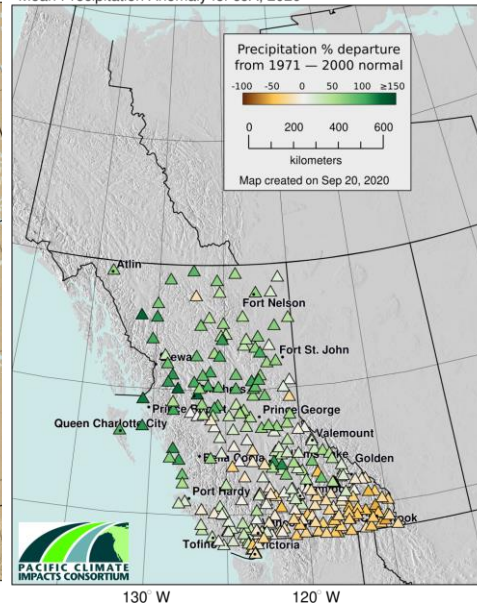 Precipitation % departure
from 1971 — 2000 normal
-100 -50 0 50 100 ≥150
0 200 400 600
kilometers
Map created on Sep 20, 2020
Atlin
Fort Nelson
Fort St. John
Prince George
Queen Charlotte City
Valemount
Golden
Port Hardy
PACIFIC CLIMATE
IMPACTS CONSORTIUM
130° W 120° W